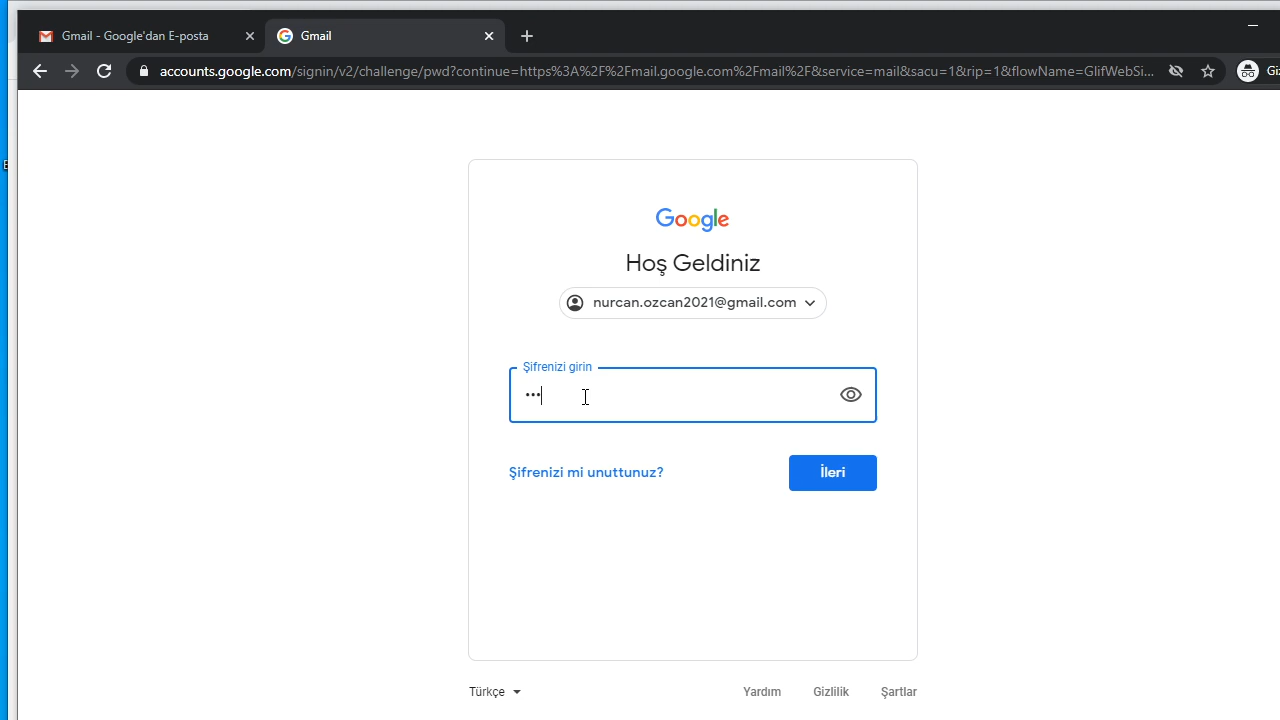 Gmail - Google'dan E-posta
Gmail
accounts.google.com/signin/v2/challenge/pwd?continue=https%3A%2F%2Fmail.google.com%2Fmail%2F&service=mail&sacu=1&rip=1&flowName=GlifWebSi...
Giz
Google
Hoş Geldiniz
nurcan.ozcan2021@gmail.com
Şifrenizi girin
•••
Şifrenizi mi unuttunuz?
İleri
Türkçe
Yardım
Gizlilik
Şartlar